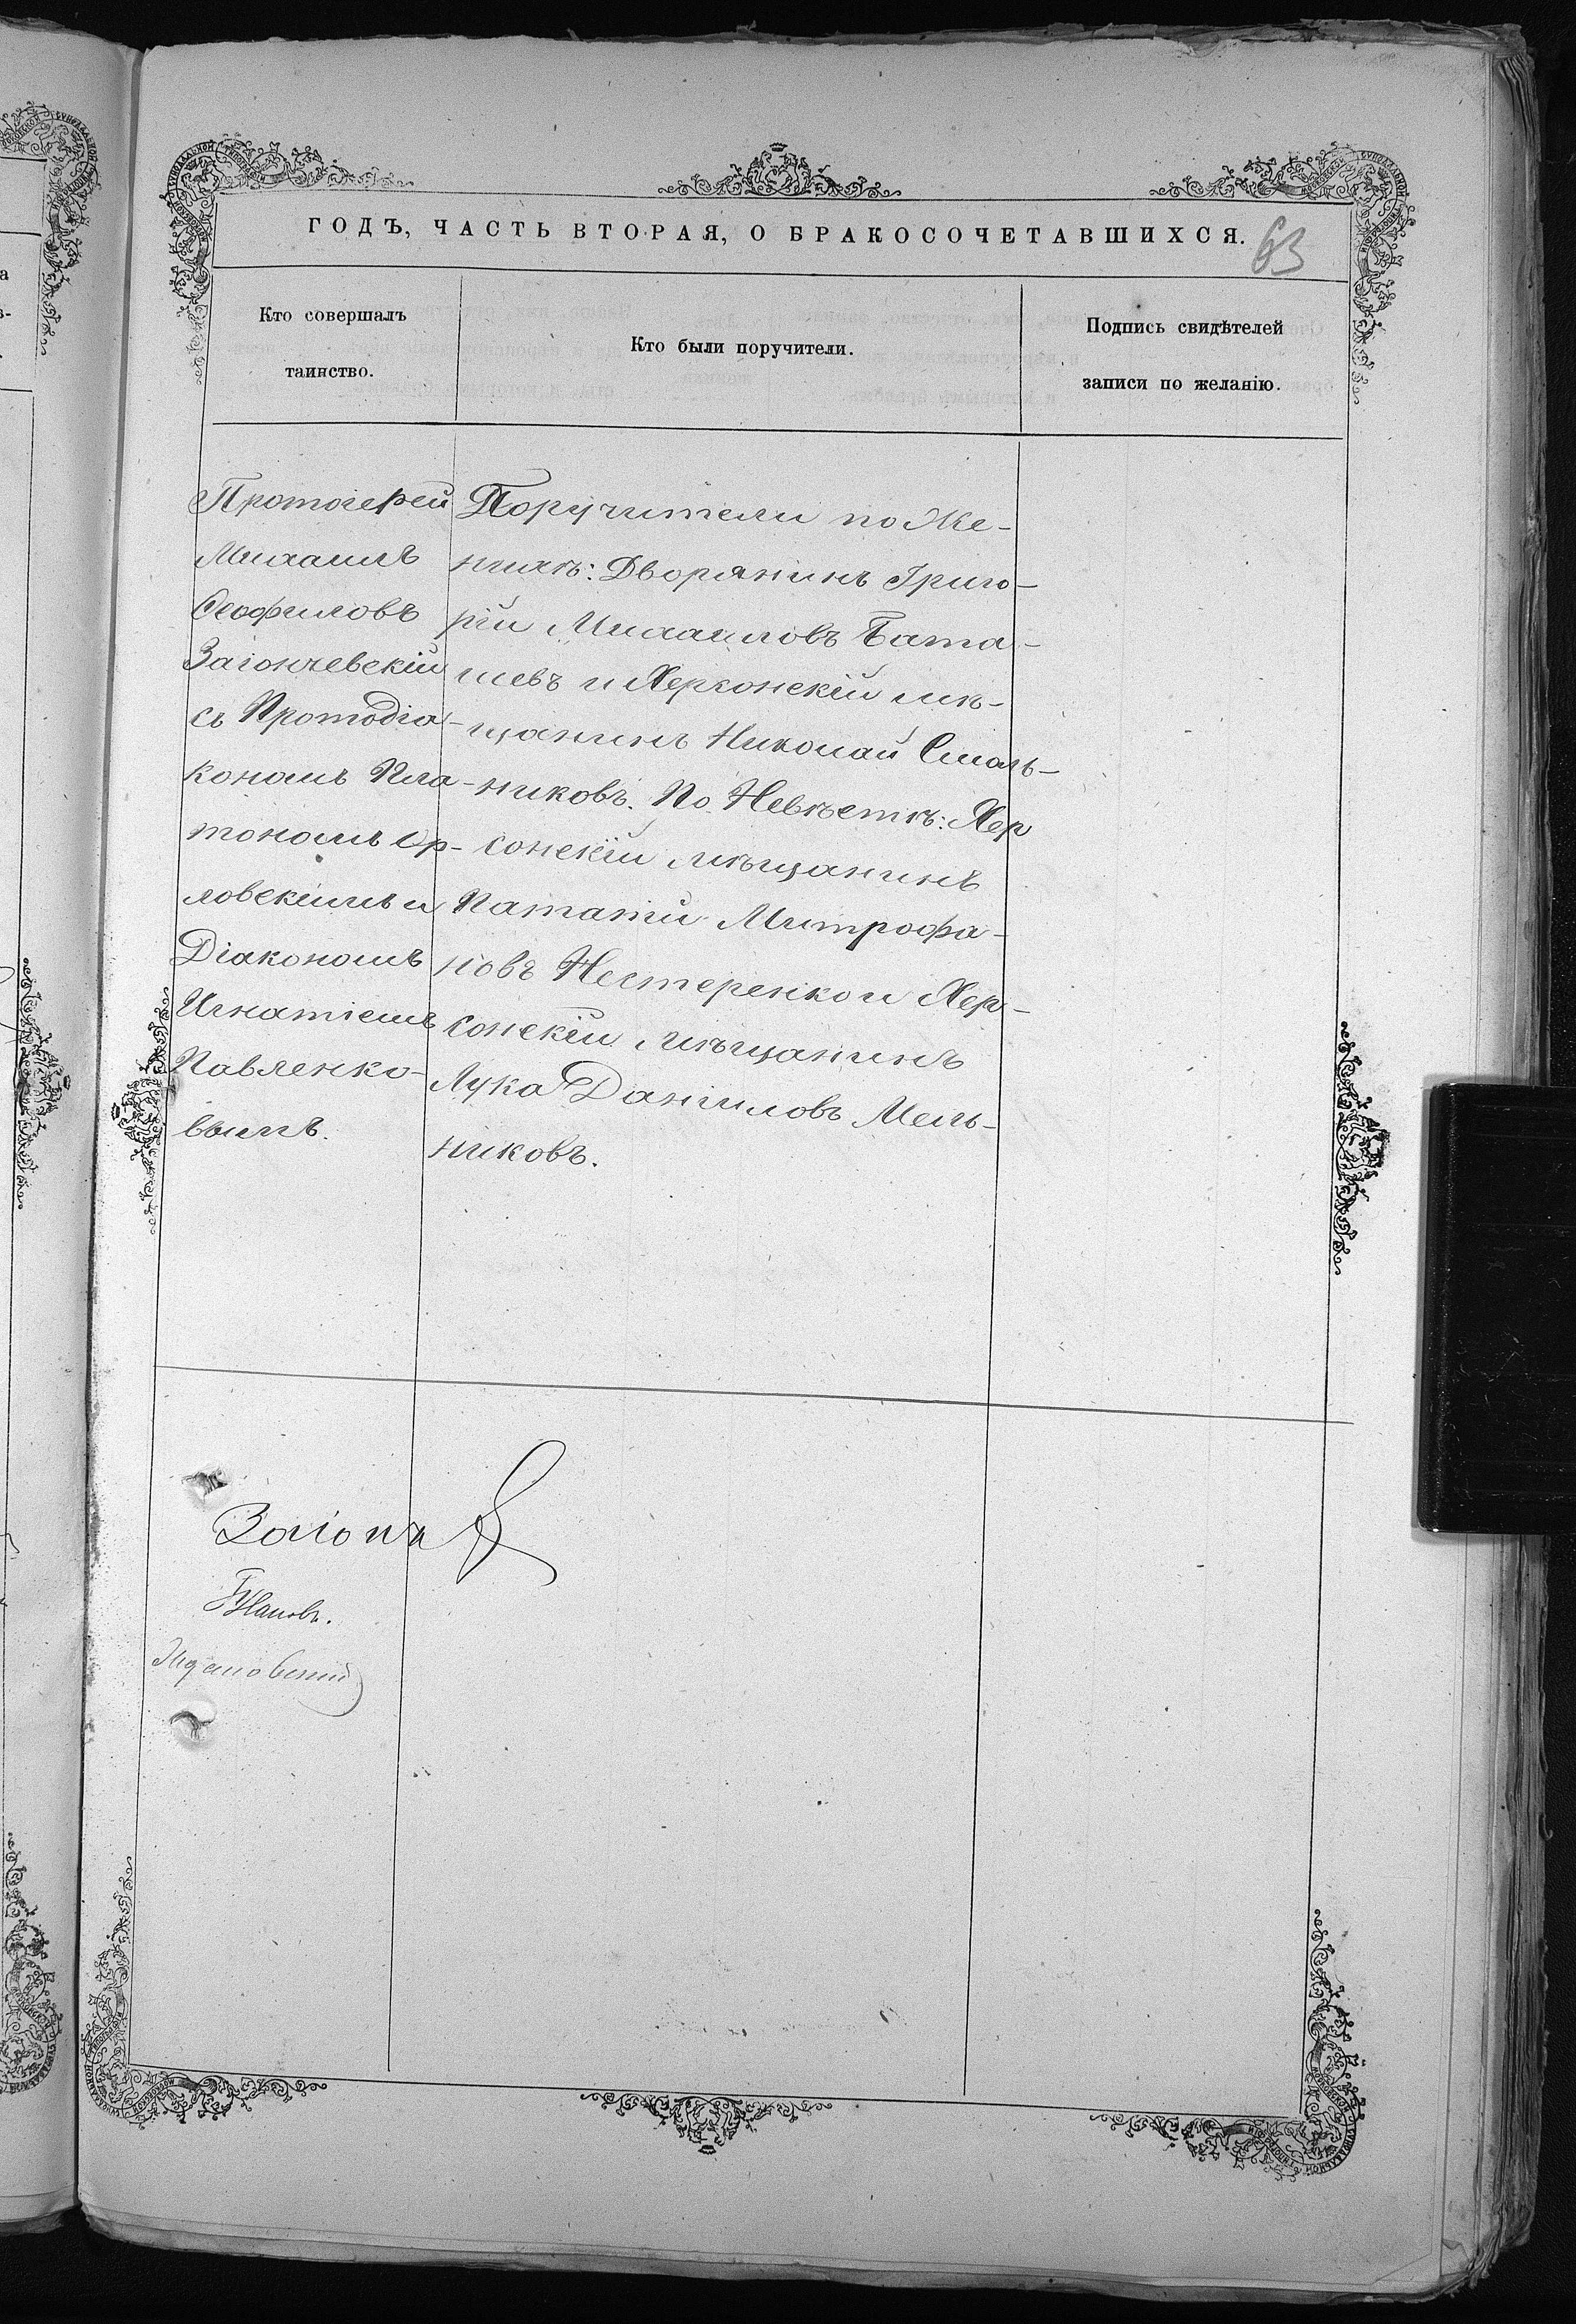 ГОДЪ, ЧАСТЬ ВТОРАЯ, О БРАКОСОЧЕТАВШИХСЯ.
63
Кто совершалъ
таинство.
Кто были поручители.
Подпись свидѣтелей
записи по желанію.
Протоіерей
Михаилъ
Ѳеофиловъ
Загончевскій
съ Протодіа-
кономъ Пла-
тономъ Ор-
ловскимъ и
Діакономъ
Игнатіемъ
Павленко-
вымъ.
Поручители по Же-
нихѣ: Дворянинъ Григо-
рій Михаиловъ Бата-
шевъ и Херсонскій мѣ-
щанинъ Николай Смоль-
никовъ. По Невѣстѣ: Хер
сонскій мѣщанинъ
Патапій Митрофа-
новъ Нестеренко и Хер-
сонскій мѣщанинъ
Лука Даниловъ Мель-
никовъ.
Загонч